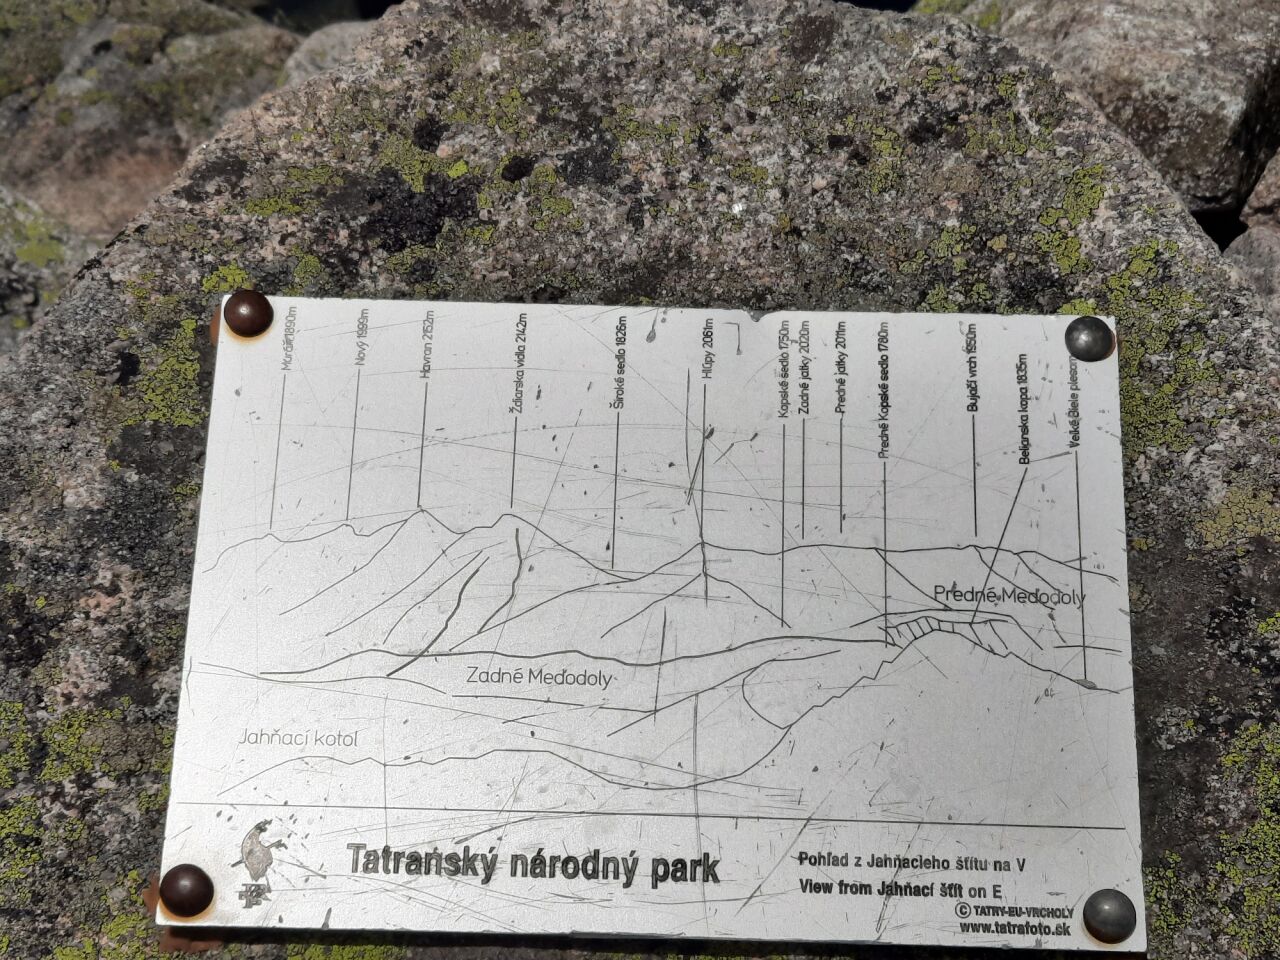 Muráň 1890m
Nový 1999m
Havran 2152m
Ždiarska vidla 2142m
Široké sedlo 1826m
Hlúpy 2061m
Kopské sedlo 1750m
Zadné jatky 2020m
Predné jatky 2011m
Predné Kopské sedlo 1780m
Bujačí vrch 1950m
Belianska kopa 1835m
Veľké Biele pleso
Predné Meďodoly
Zadné Meďodoly
Jahňací kotol
Tatranský národný park
Pohľad z Jahňacieho štítu na V
View from Jahňací štít on E
© TATRY-EU-VRCHOLY
www.tatrafoto.sk